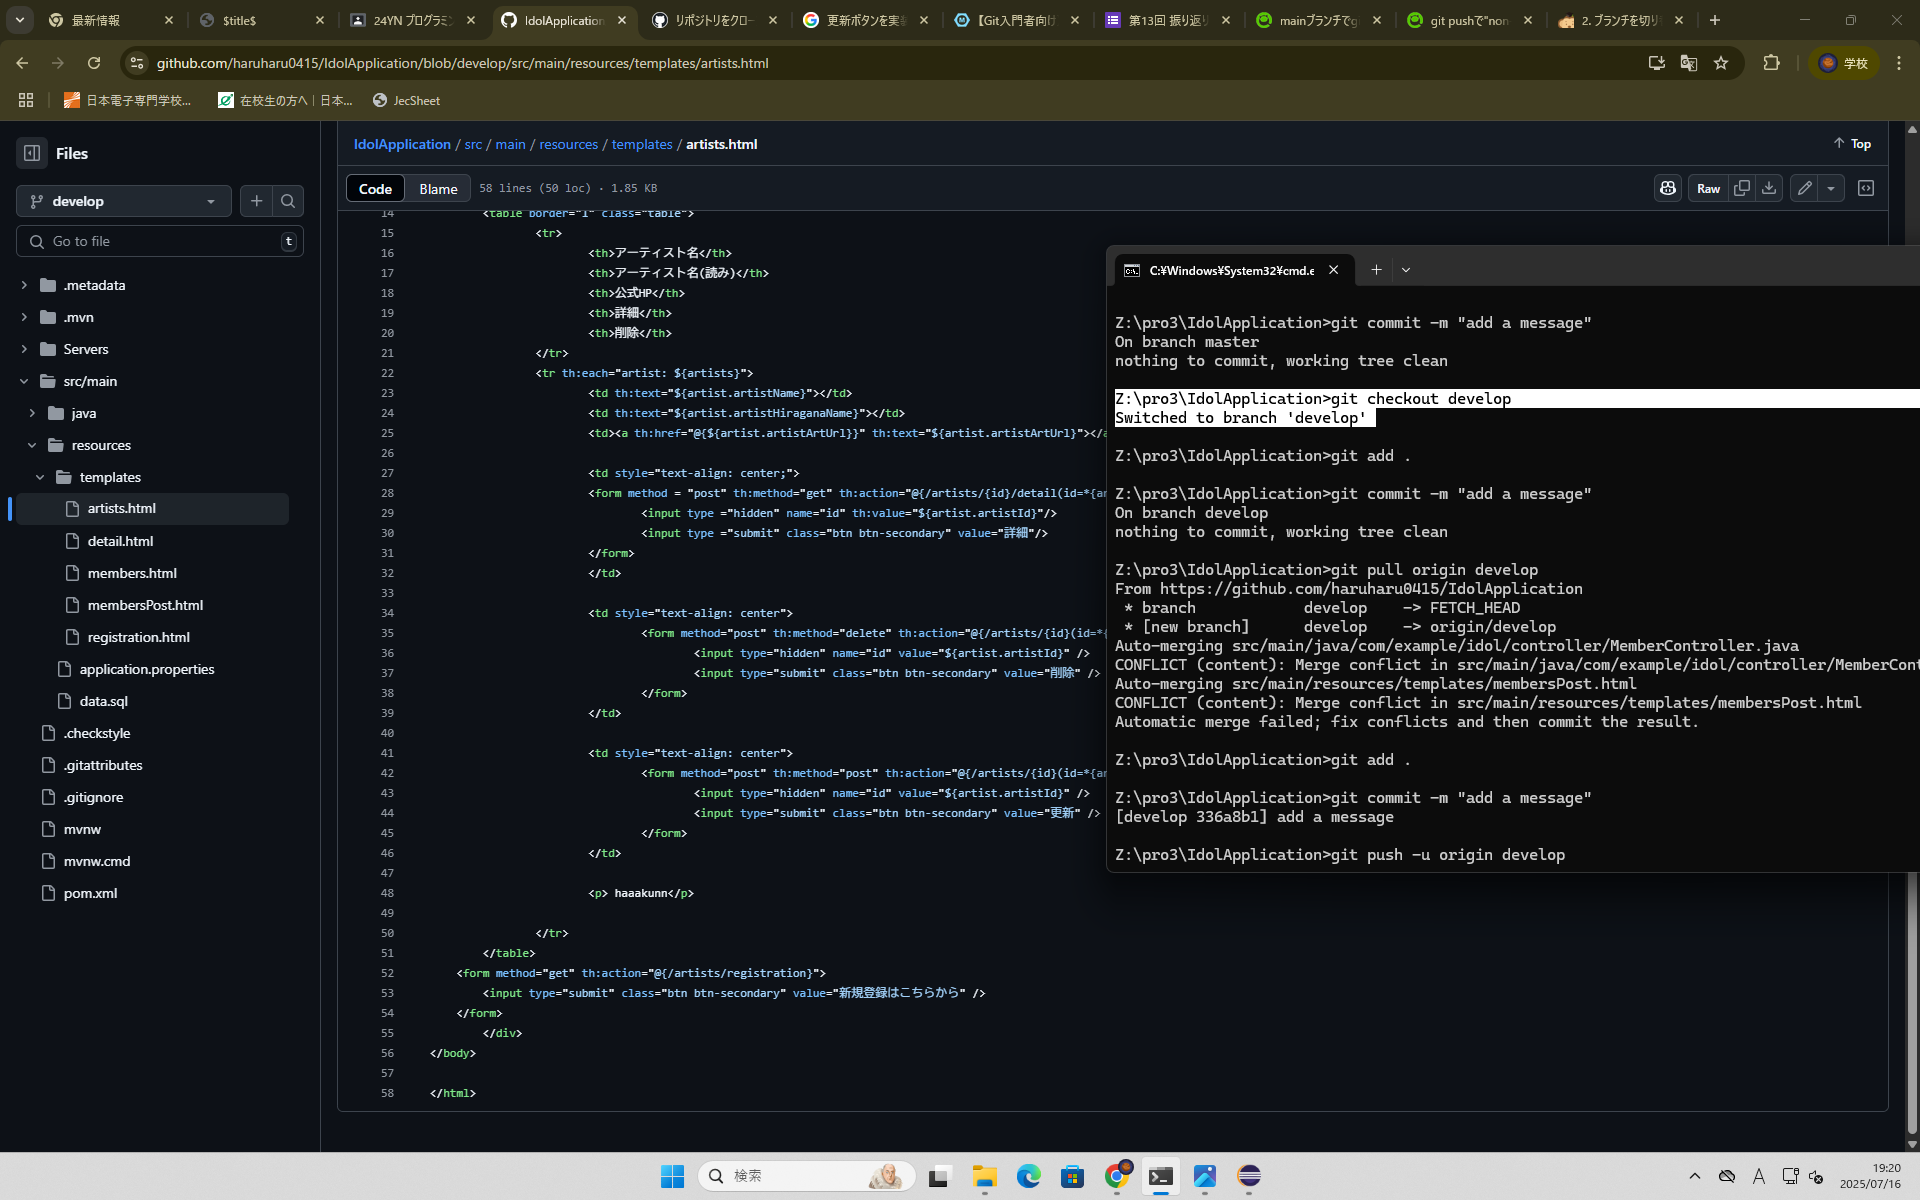 最新情報
$title$
24YN プログラミ
IdolApplication
リポジトリをクロー
更新ボタンを実
【Git入門者向け
第13回 振り返り
mainブランチでg
git pushで"non
2. ブランチを切り
github.com/haruharu0415/IdolApplication/blob/develop/src/main/resources/templates/artists.html
学校
日本電子専門学校...
在校生の方へ | 日本...
JecSheet
Files
develop
Go to file
t
.metadata
.mvn
Servers
src/main
java
resources
templates
artists.html
detail.html
members.html
membersPost.html
registration.html
application.properties
data.sql
.checkstyle
.gitattributes
.gitignore
mvnw
mvnw.cmd
pom.xml
IdolApplication / src / main / resources / templates / artists.html
Top
Code
Blame
58 lines (50 loc) · 1.85 KB
Raw
14 <table border="1" class="table">
15 <tr>
16 <th>アーティスト名</th>
17 <th>アーティスト名(読み)</th>
18 <th>公式HP</th>
19 <th>詳細</th>
20 <th>削除</th>
21 </tr>
22 <tr th:each="artist: ${artists}">
23 <td th:text="${artist.artistName}"></td>
24 <td th:text="${artist.artistHiraganaName}"></td>
25 <td><a th:href="@{${artist.artistArtUrl}}" th:text="${artist.artistArtUrl}"></a
26
27 <td style="text-align: center;">
28 <form method = "post" th:method="get" th:action="@{/artists/{id}/detail(id=*{ar
29 <input type ="hidden" name="id" th:value="${artist.artistId}"/>
30 <input type ="submit" class="btn btn-secondary" value="詳細"/>
31 </form>
32 </td>
33
34 <td style="text-align: center">
35 <form method="post" th:method="delete" th:action="@{/artists/{id}(id=*{
36 <input type="hidden" name="id" value="${artist.artistId}" />
37 <input type="submit" class="btn btn-secondary" value="削除" />
38 </form>
39 </td>
40
41 <td style="text-align: center">
42 <form method="post" th:method="post" th:action="@{/artists/{id}(id=*{ar
43 <input type="hidden" name="id" value="${artist.artistId}" />
44 <input type="submit" class="btn btn-secondary" value="更新" />
45 </form>
46 </td>
47
48 <p> haaakunn</p>
49
50 </tr>
51 </table>
52 <form method="get" th:action="@{/artists/registration}">
53 <input type="submit" class="btn btn-secondary" value="新規登録はこちらから" />
54 </form>
55 </div>
56 </body>
57
58 </html>
C:¥Windows¥System32¥cmd.e
Z:\pro3\IdolApplication>git commit -m "add a message"
On branch master
nothing to commit, working tree clean
Z:\pro3\IdolApplication>git checkout develop
Switched to branch 'develop'
Z:\pro3\IdolApplication>git add .
Z:\pro3\IdolApplication>git commit -m "add a message"
On branch develop
nothing to commit, working tree clean
Z:\pro3\IdolApplication>git pull origin develop
From https://github.com/haruharu0415/IdolApplication
* branch develop -> FETCH_HEAD
* [new branch] develop -> origin/develop
Auto-merging src/main/java/com/example/idol/controller/MemberController.java
CONFLICT (content): Merge conflict in src/main/java/com/example/idol/controller/MemberCont
Auto-merging src/main/resources/templates/membersPost.html
CONFLICT (content): Merge conflict in src/main/resources/templates/membersPost.html
Automatic merge failed; fix conflicts and then commit the result.
Z:\pro3\IdolApplication>git add .
Z:\pro3\IdolApplication>git commit -m "add a message"
[develop 336a8b1] add a message
Z:\pro3\IdolApplication>git push -u origin develop
検索
A
19:20
2025/07/16